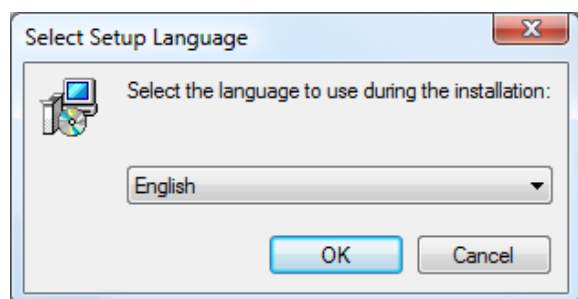 Select Setup Language
Select the language to use during the installation:
English
OK
Cancel